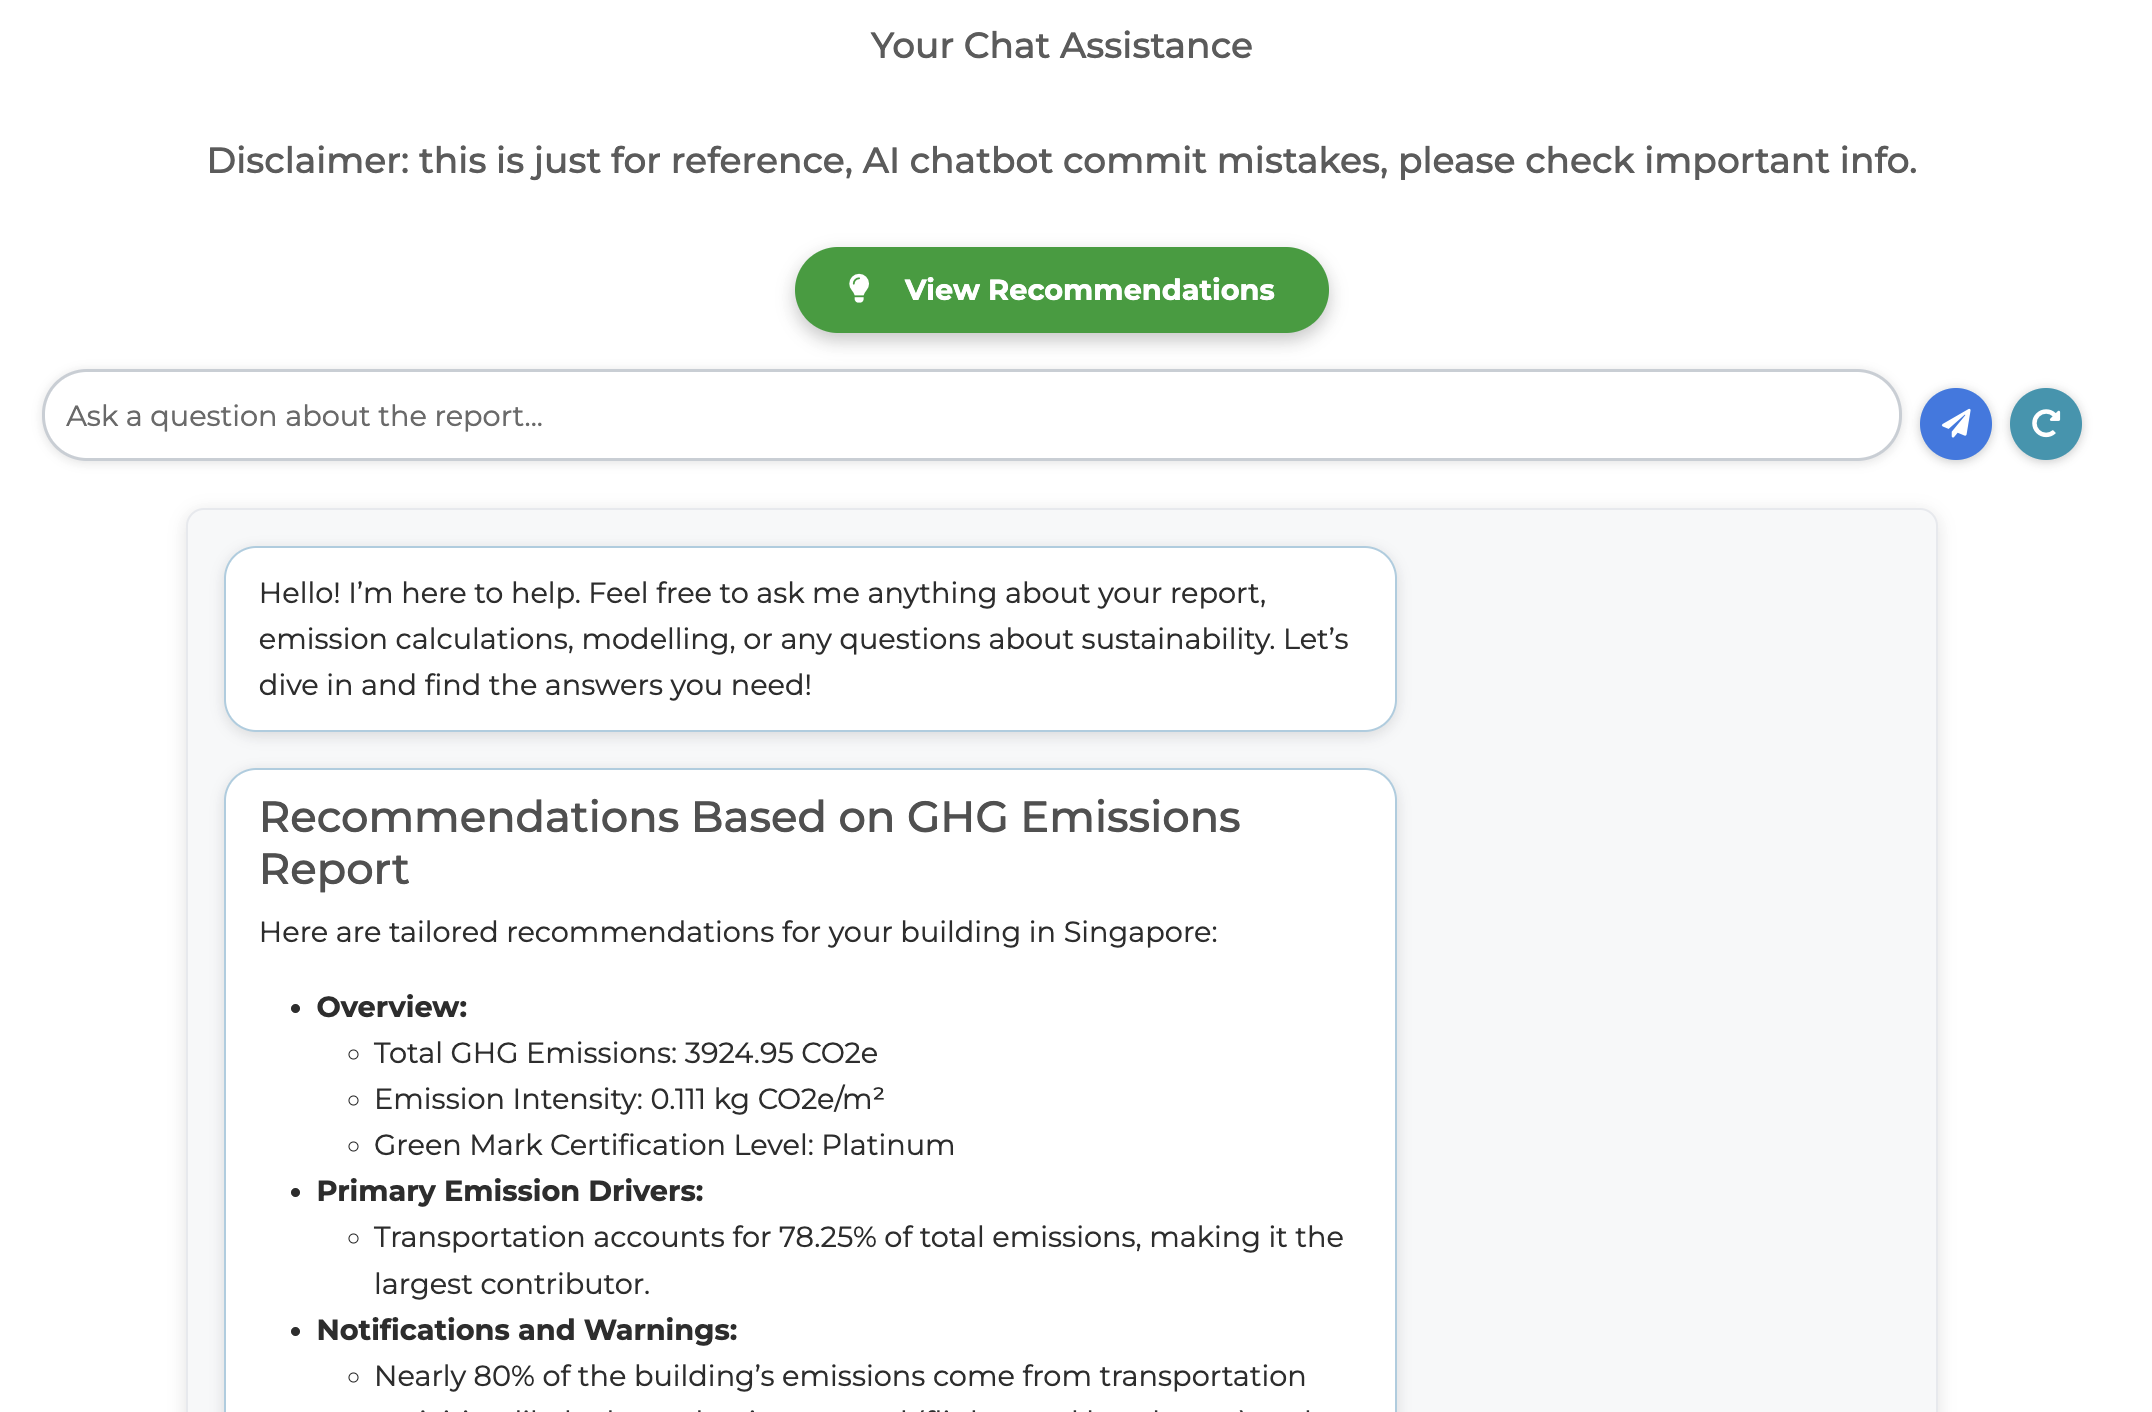 Your Chat Assistance
Disclaimer: this is just for reference, AI chatbot commit mistakes, please check important info.
View Recommendations
Ask a question about the report...
Hello! I’m here to help. Feel free to ask me anything about your report,
emission calculations, modelling, or any questions about sustainability. Let’s
dive in and find the answers you need!
Recommendations Based on GHG Emissions
Report
Here are tailored recommendations for your building in Singapore:
Overview:
Total GHG Emissions: 3924.95 CO2e
Emission Intensity: 0.111 kg CO2e/m²
Green Mark Certification Level: Platinum
Primary Emission Drivers:
Transportation accounts for 78.25% of total emissions, making it the
largest contributor.
Notifications and Warnings:
Nearly 80% of the building’s emissions come from transportation